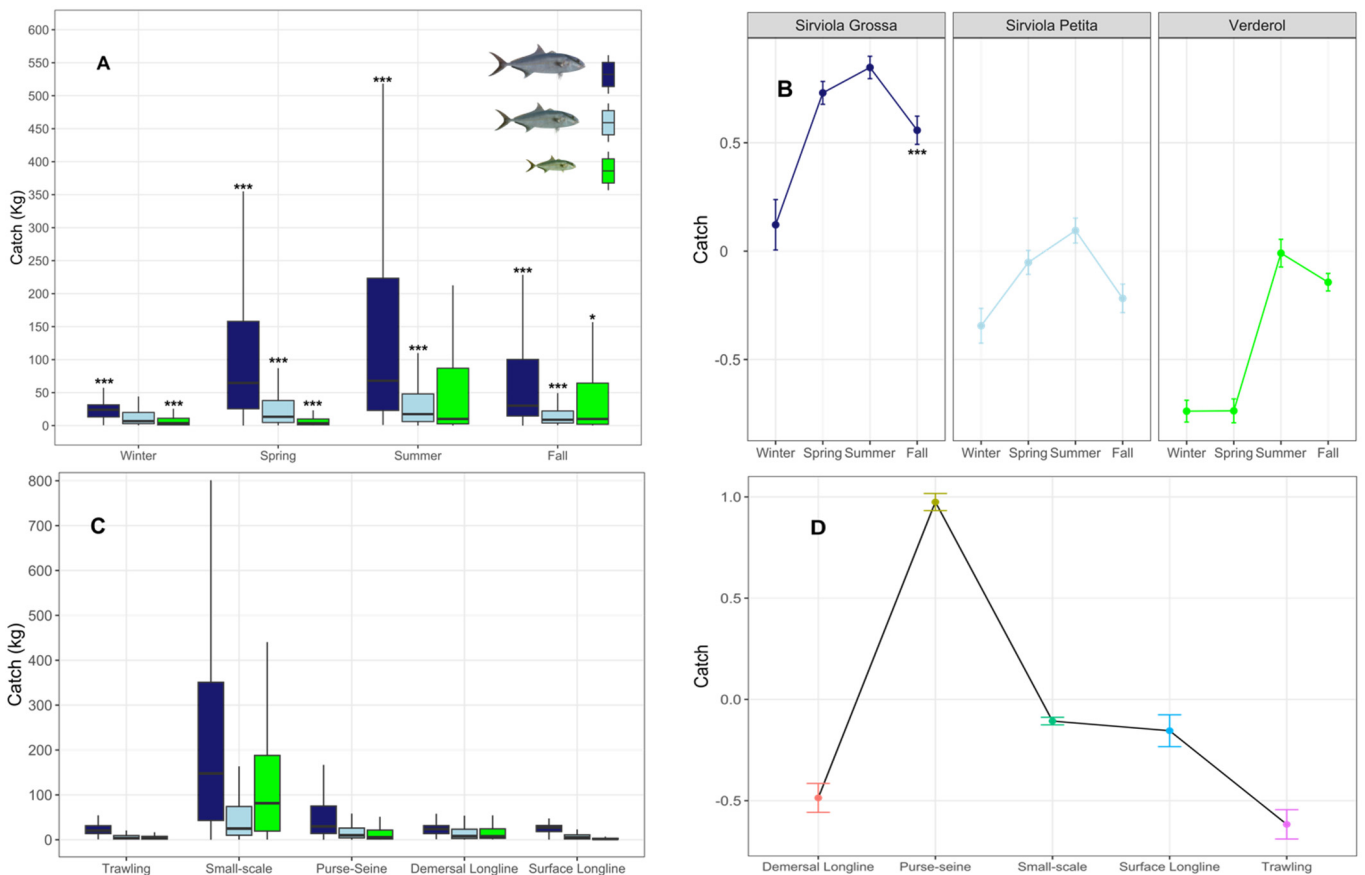 A
Catch (Kg)
600
550
500
450
400
350
300
250
200
150
100
50
0
***
***
***
***
***
***
***
***
***
***
*
Winter
Spring
Summer
Fall
B
Catch
Sirviola Grossa
Sirviola Petita
Verderol
0.5
0
-0.5
***
Winter Spring Summer Fall
Winter Spring Summer Fall
Winter Spring Summer Fall
C
Catch (kg)
800
700
600
500
400
300
200
100
0
Trawling
Small-scale
Purse-Seine
Demersal Longline
Surface Longline
D
Catch
1.0
0.5
0.0
-0.5
Demersal Longline
Purse-seine
Small-scale
Surface Longline
Trawling